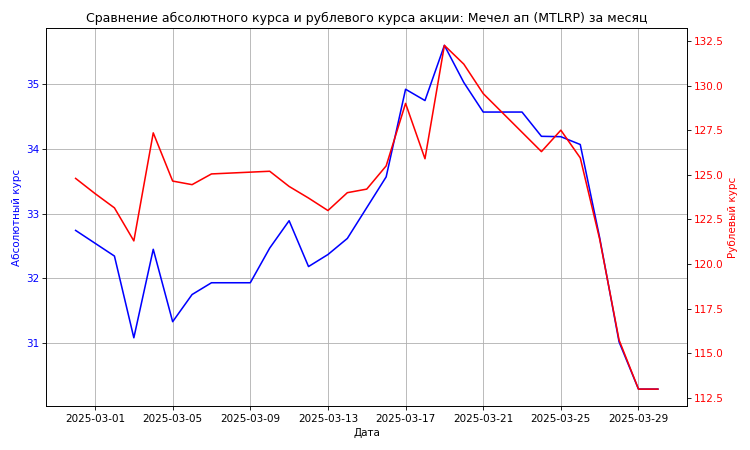 Сравнение абсолютного курса и рублевого курса акции: Мечел ап (MTLRP) за месяц
Абсолютный курс
35
34
33
32
31
132.5
130.0
127.5
125.0
122.5
120.0
117.5
115.0
112.5
Рублевый курс
2025-03-01 2025-03-05 2025-03-09 2025-03-13 2025-03-17 2025-03-21 2025-03-25 2025-03-29
Дата